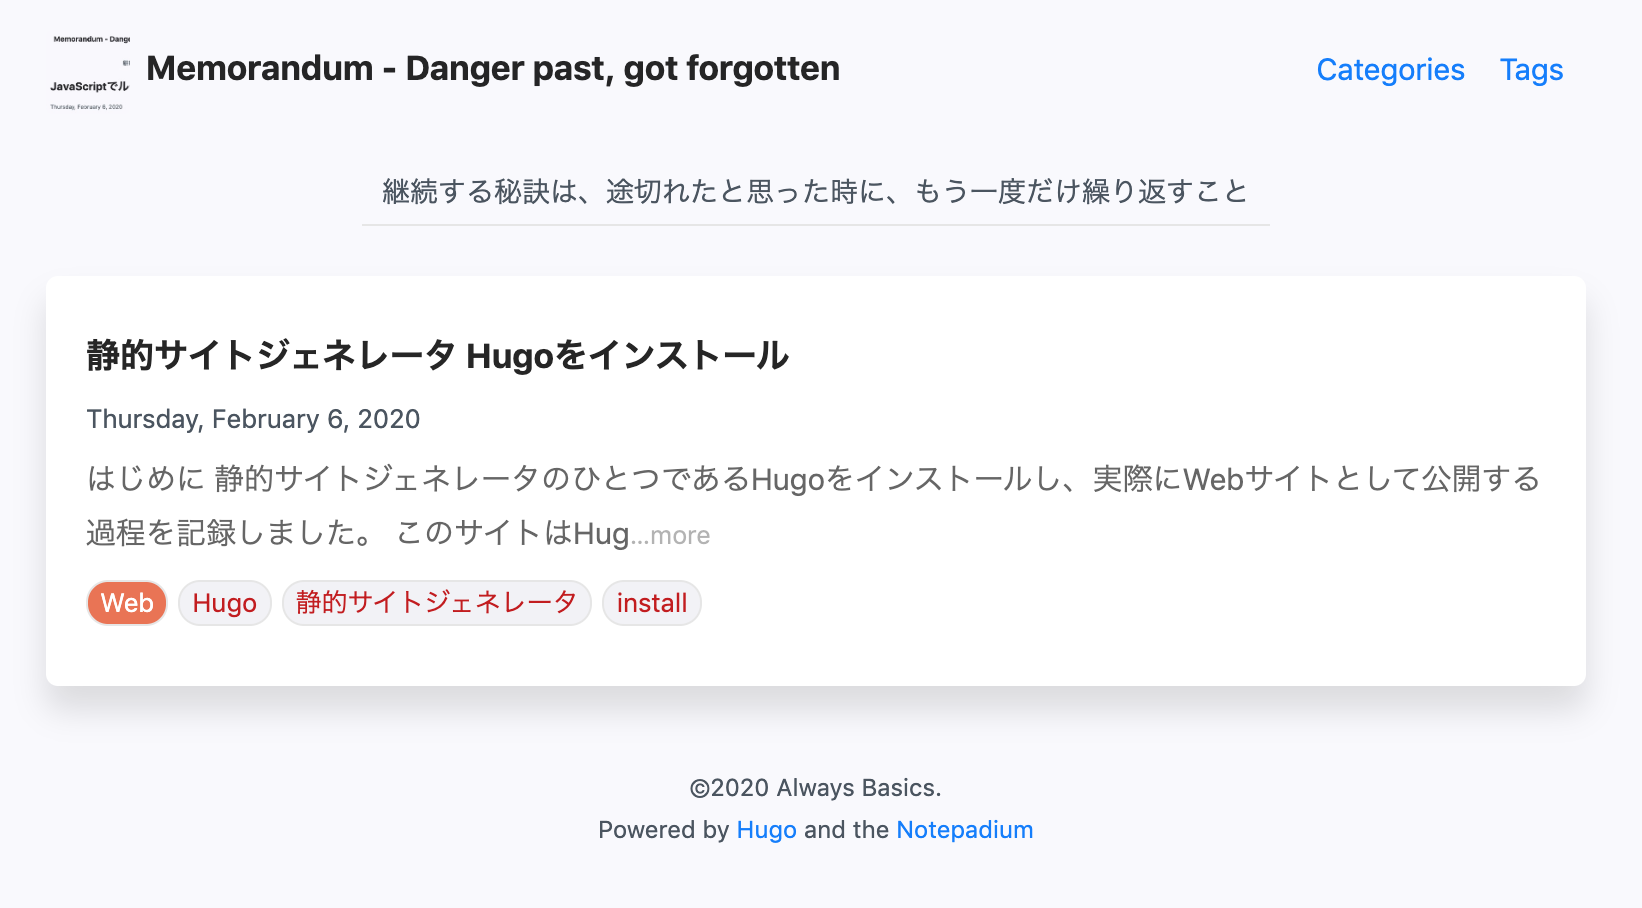 Memorandum - Dange
JavaScriptでル
Thursday, February 6, 2020
Memorandum - Danger past, got forgotten
Categories Tags
継続する秘訣は、途切れたと思った時に、もう一度だけ繰り返すこと
静的サイトジェネレータ Hugoをインストール
Thursday, February 6, 2020
はじめに 静的サイトジェネレータのひとつであるHugoをインストールし、実際にWebサイトとして公開する
過程を記録しました。 このサイトはHug...more
Web Hugo 静的サイトジェネレータ install
©2020 Always Basics.
Powered by Hugo and the Notepadium